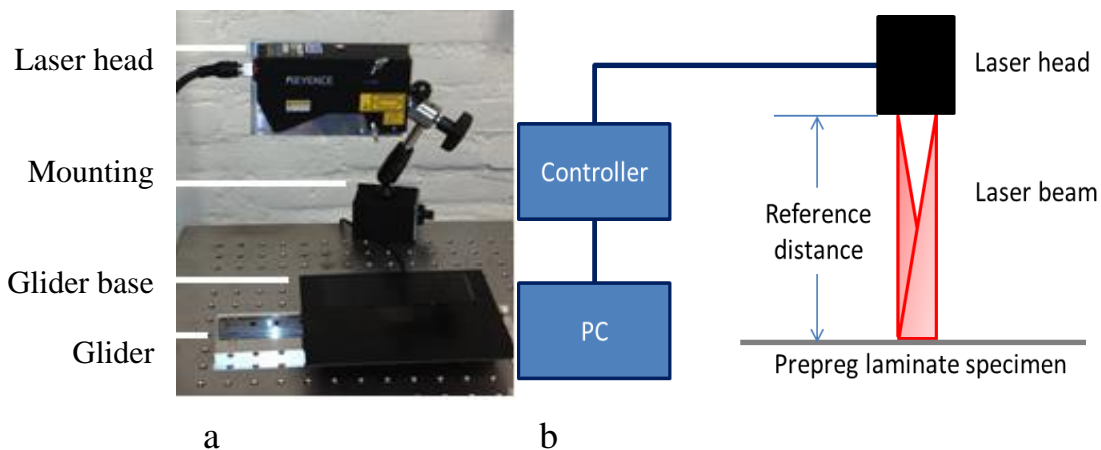 Laser head
Mounting
Glider base
Glider
KEYENCE
a
Controller
PC
Reference
distance
Laser head
Laser beam
Prepreg laminate specimen
b